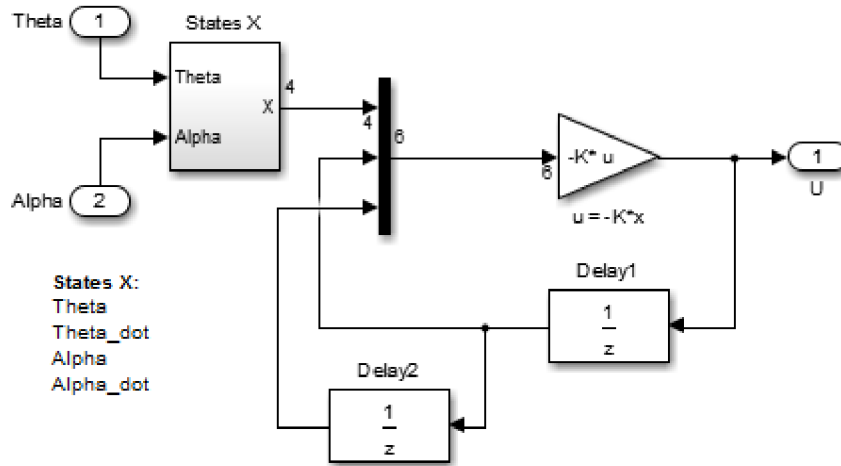 Theta
1
States X
Theta
4
X
Alpha
4
6
Alpha
2
-K* u
6
1
U
u = -K*x
States X:
Theta
Theta_dot
Alpha
Alpha_dot
Delay1
1
z
Delay2
1
z